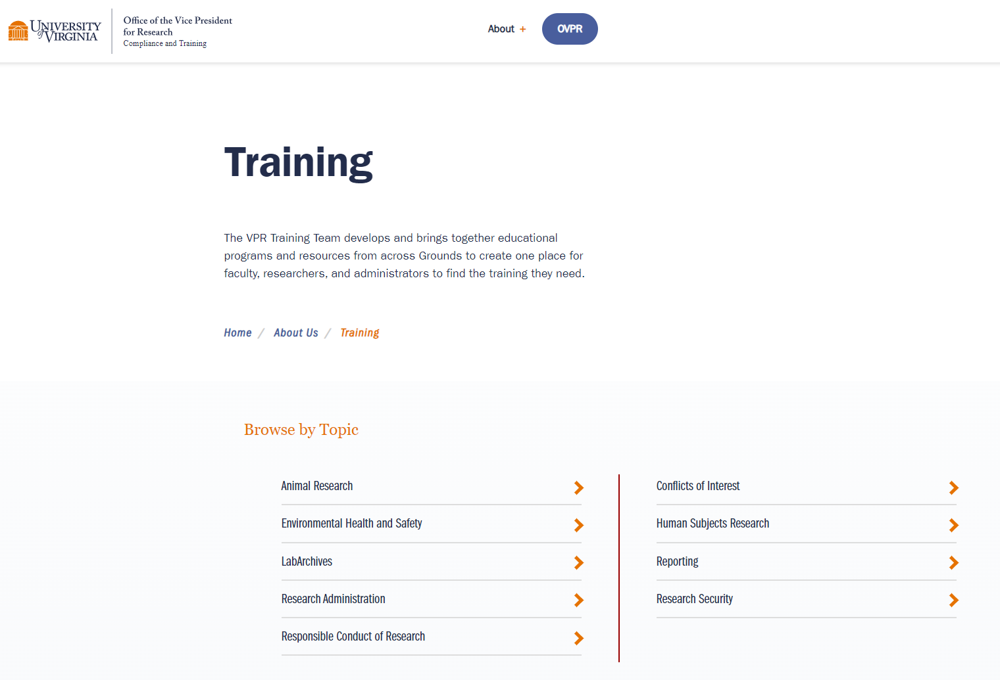 UNIVERSITY
of VIRGINIA
Office of the Vice President
for Research
Compliance and Training
About +
OVPR
Training
The VPR Training Team develops and brings together educational
programs and resources from across Grounds to create one place for
faculty, researchers, and administrators to find the training they need.
Home / About Us / Training
Browse by Topic
Animal Research
Environmental Health and Safety
LabArchives
Research Administration
Responsible Conduct of Research
Conflicts of Interest
Human Subjects Research
Reporting
Research Security